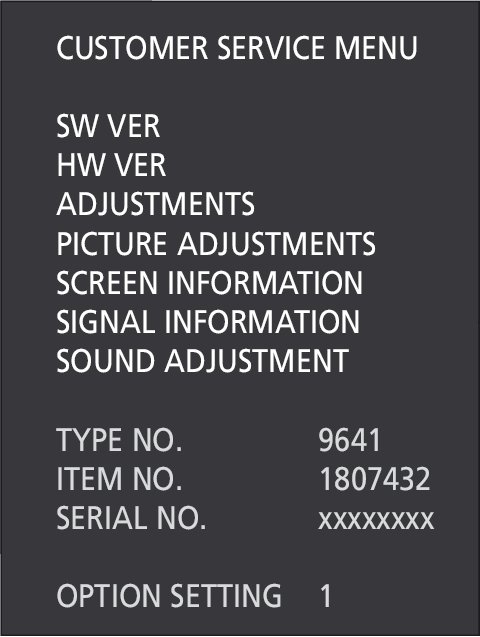 CUSTOMER SERVICE MENU
SW VER
HW VER
ADJUSTMENTS
PICTURE ADJUSTMENTS
SCREEN INFORMATION
SIGNAL INFORMATION
SOUND ADJUSTMENT
TYPE NO. 9641
ITEM NO. 1807432
SERIAL NO. xxxxxxxx
OPTION SETTING 1